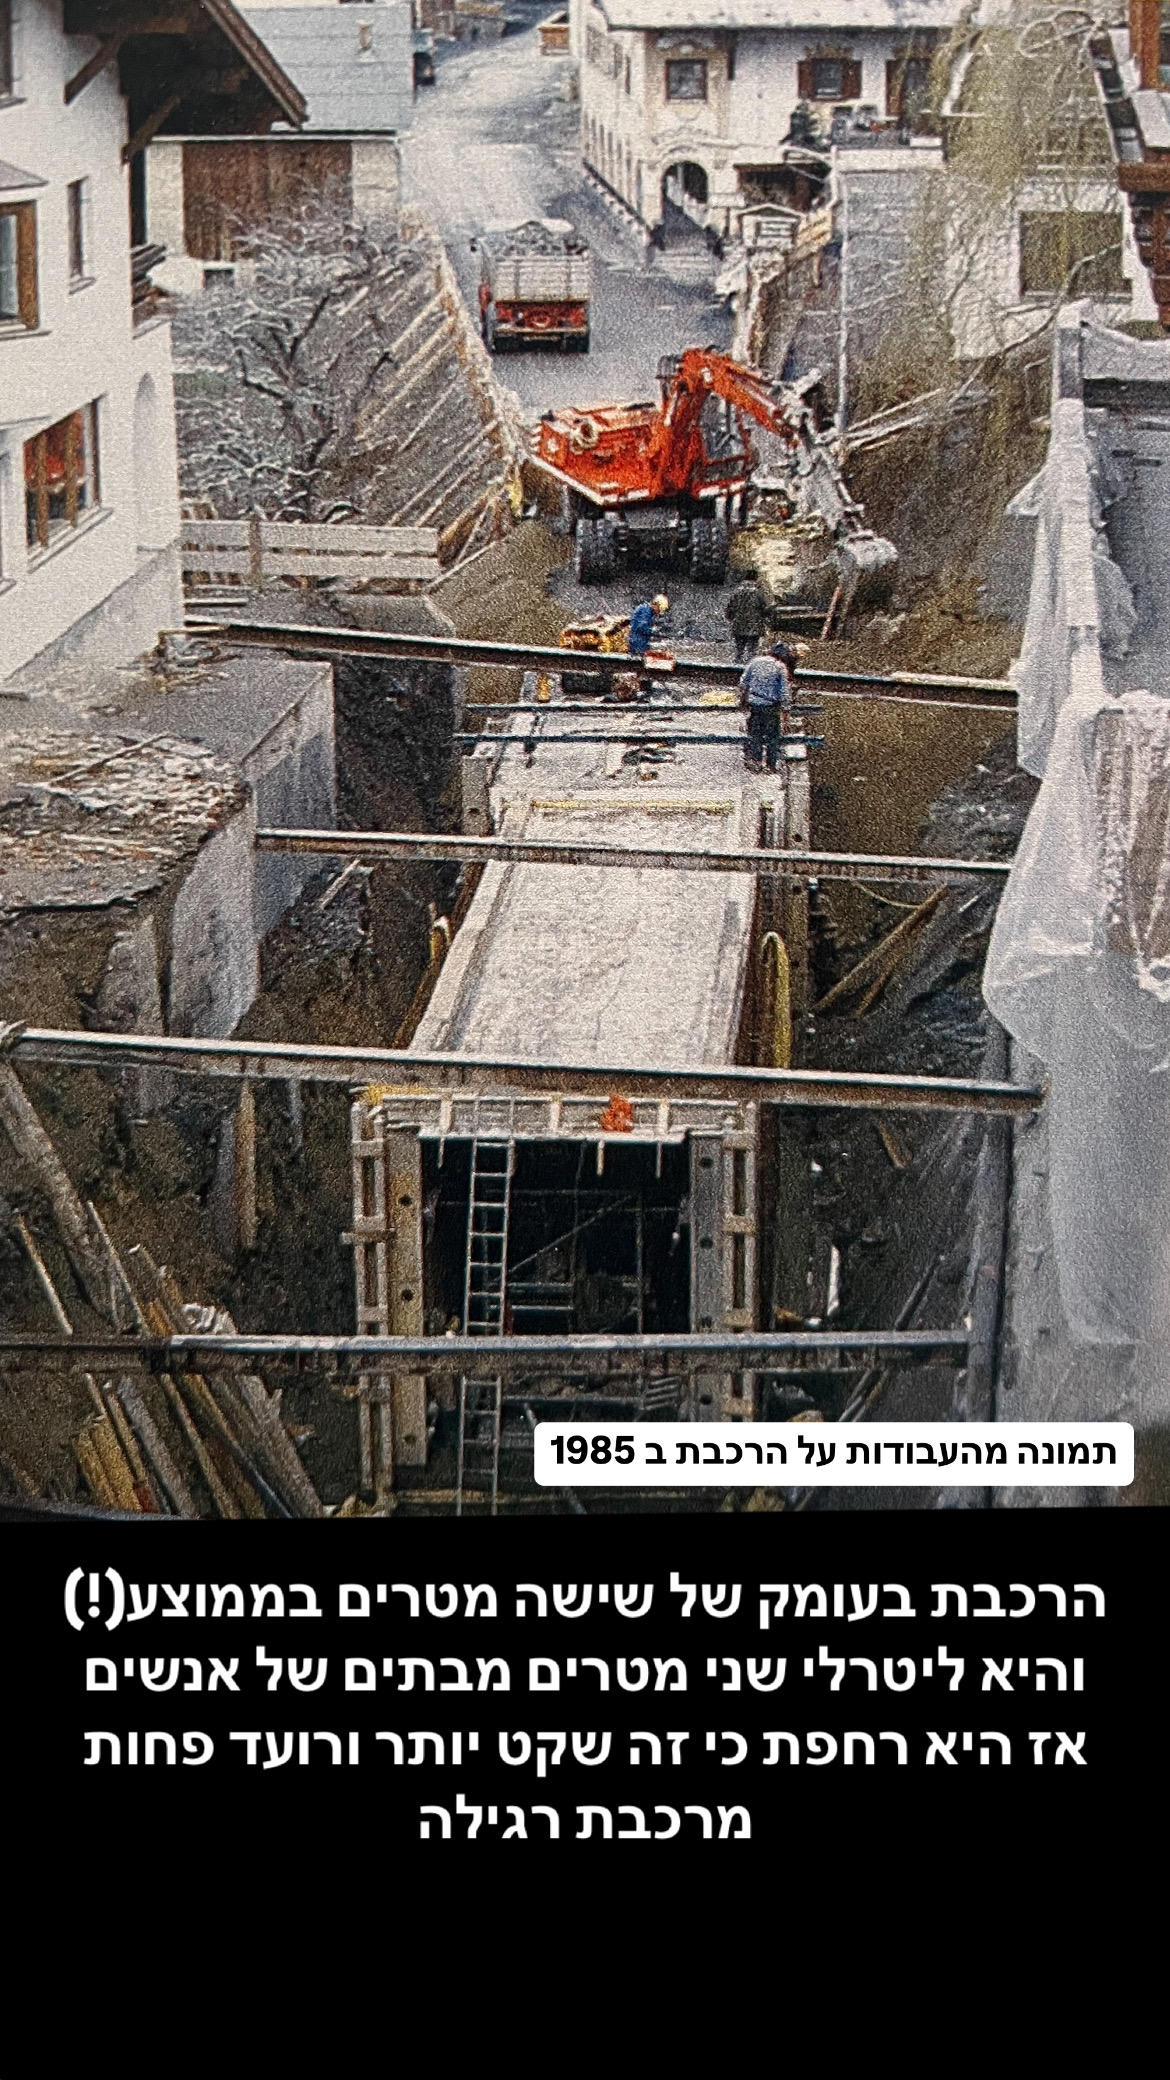 תמונה מהעבודות על הרכבת ב 1985
הרכבת בעומק של שישה מטרים בממוצע(!)
והיא ליטרלי שני מטרים מבתים של אנשים
אז היא רחפת כי זה שקט יותר ורועד פחות
מרכבת רגילה